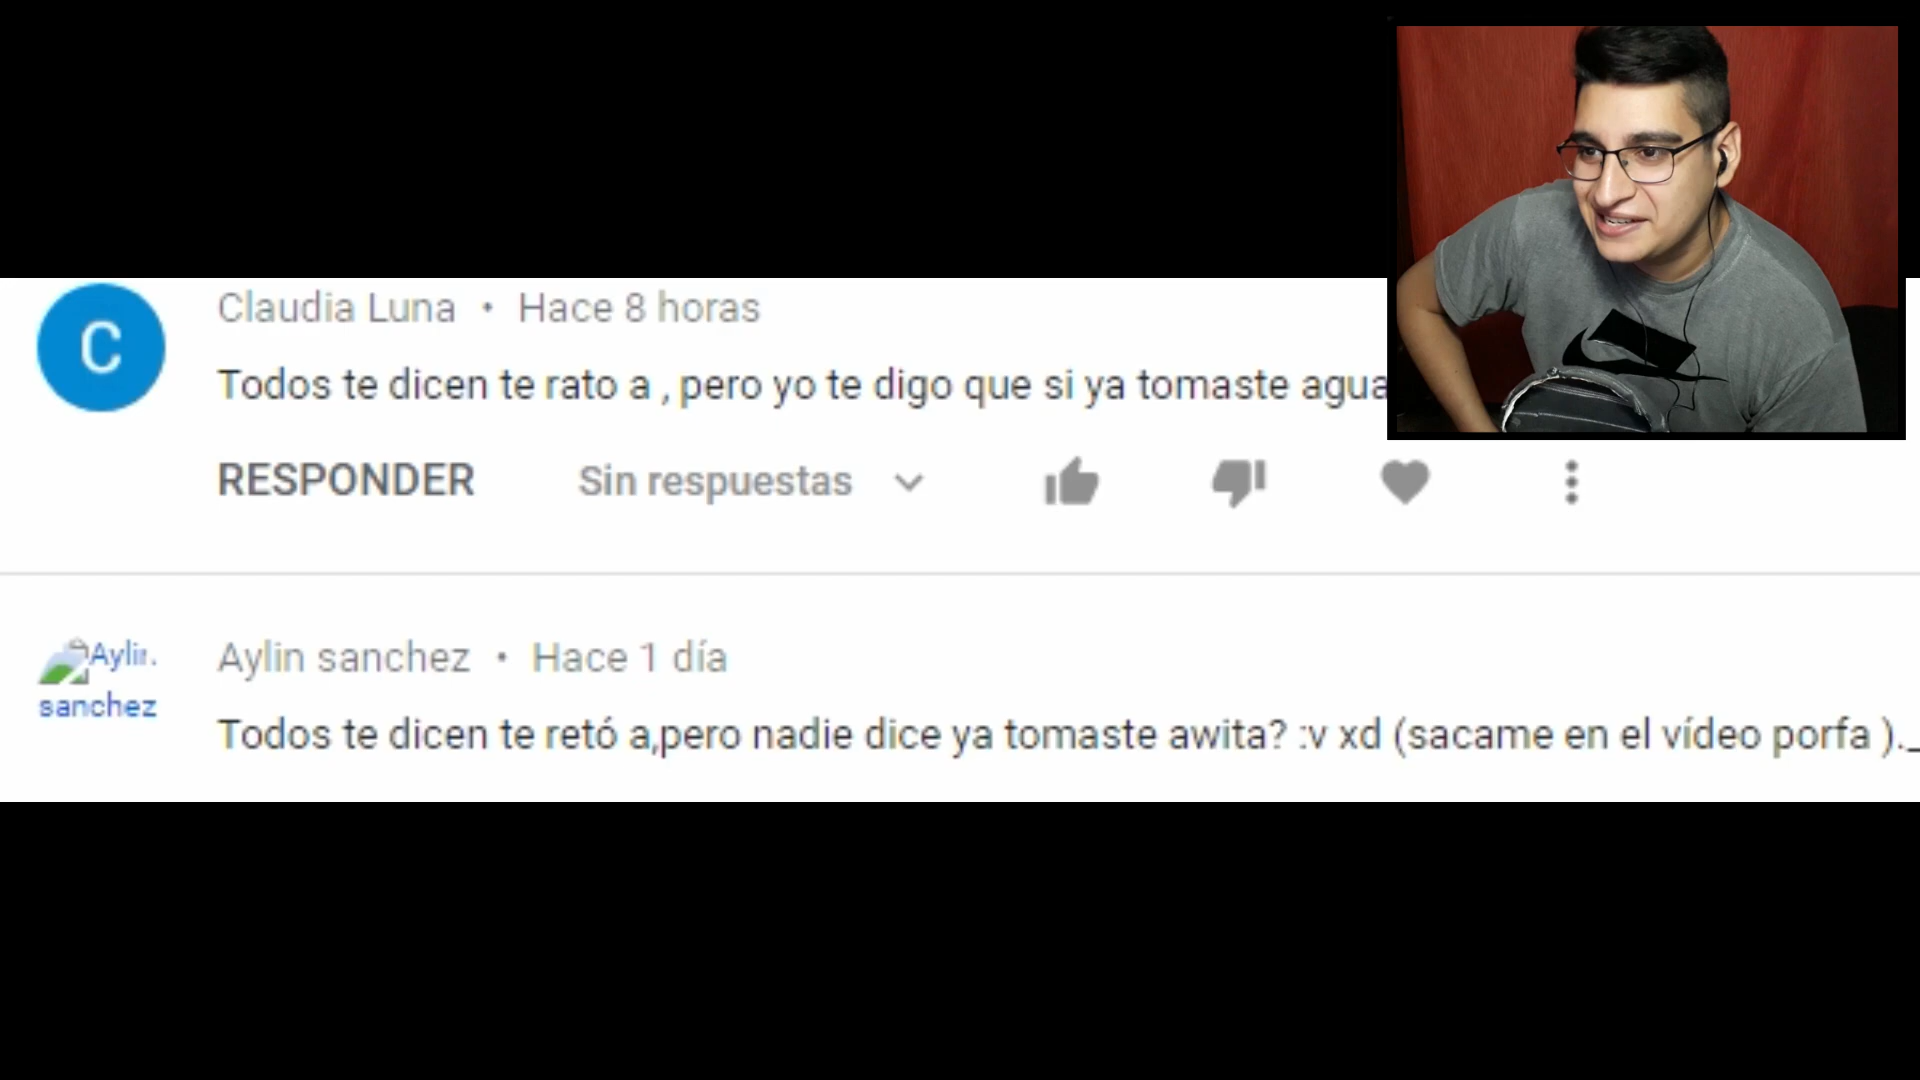 C
Claudia Luna • Hace 8 horas
Todos te dicen te rato a , pero yo te digo que si ya tomaste agua
RESPONDER Sin respuestas
Aylin. sanchez
Aylin sanchez • Hace 1 día
Todos te dicen te retó a,pero nadie dice ya tomaste awita? :v xd (sacame en el vídeo porfa )._